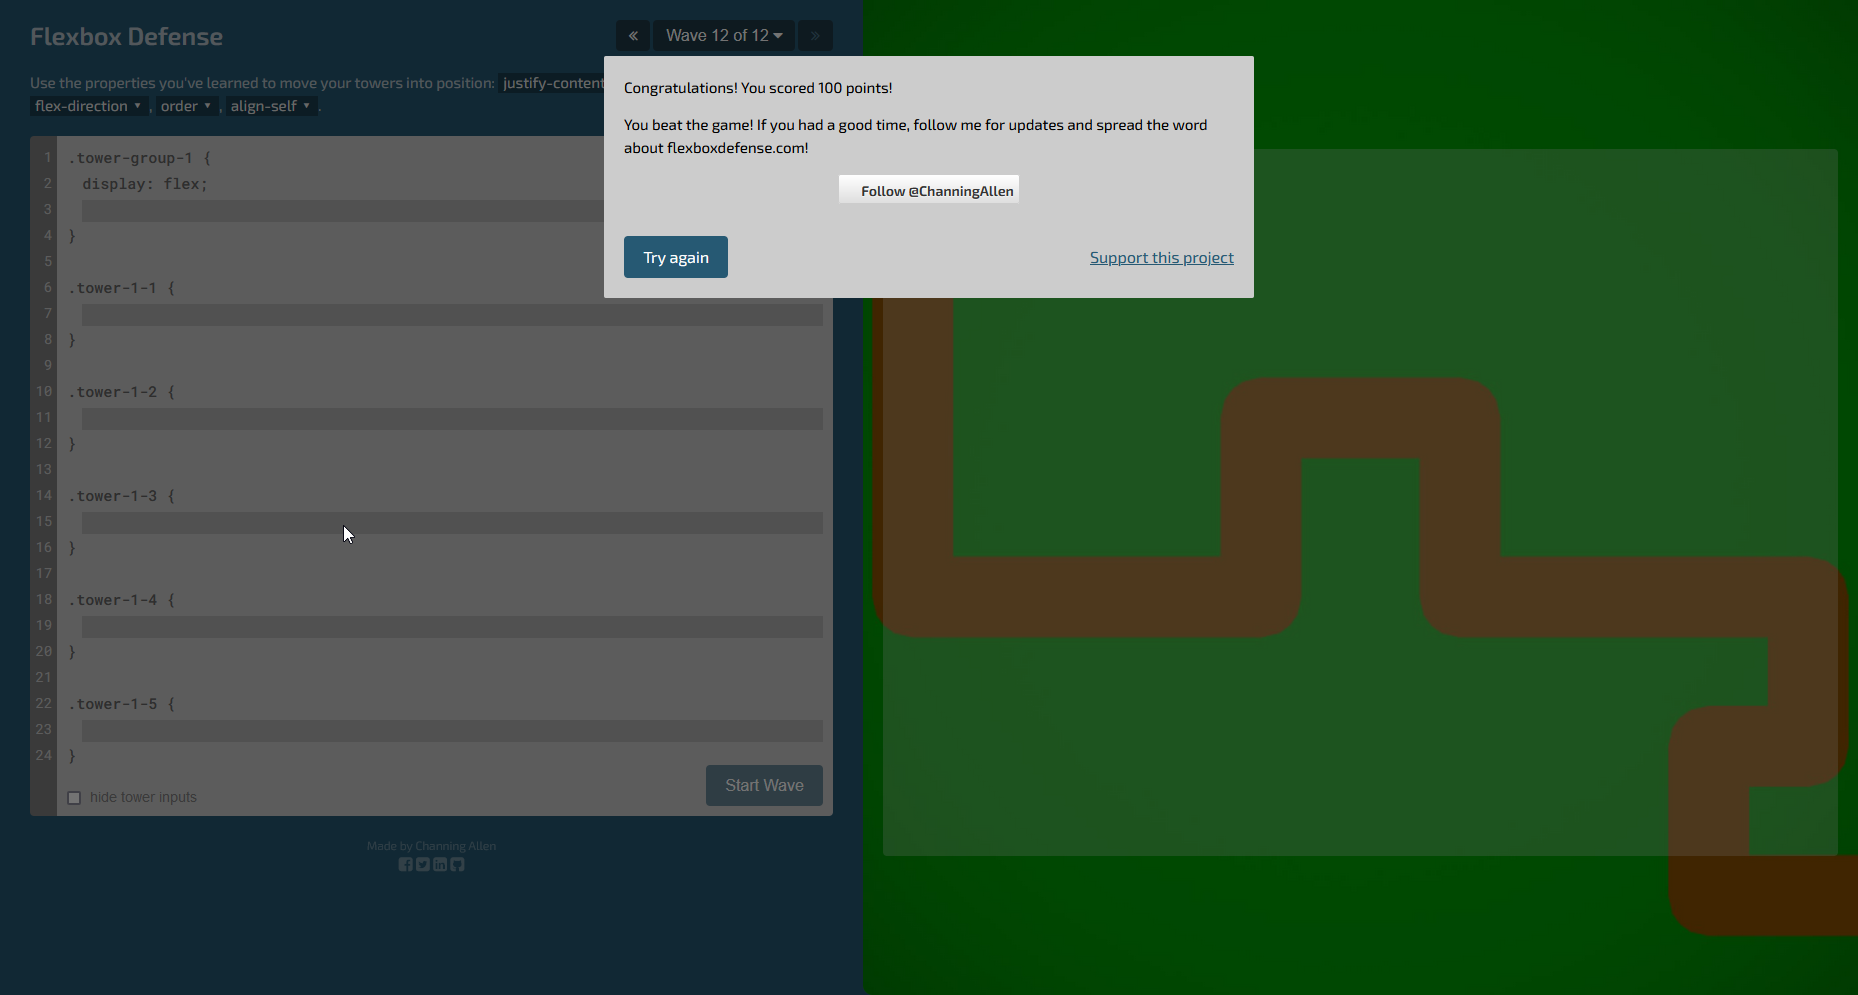 Flexbox Defense
« Wave 12 of 12 »
Use the properties you've learned to move your towers into position: justify-content
flex-direction ▾ , order ▾ , align-self ▾ .
Congratulations! You scored 100 points!
You beat the game! If you had a good time, follow me for updates and spread the word
about flexboxdefense.com!
Follow @ChanningAllen
Try again
Support this project
1 .tower-group-1 {
2 display: flex;
3
4 }
5
6 .tower-1-1 {
7
8 }
9
10 .tower-1-2 {
11
12 }
13
14 .tower-1-3 {
15
16 }
17
18 .tower-1-4 {
19
20 }
21
22 .tower-1-5 {
23
24 }
hide tower inputs
Start Wave
Made by Channing Allen